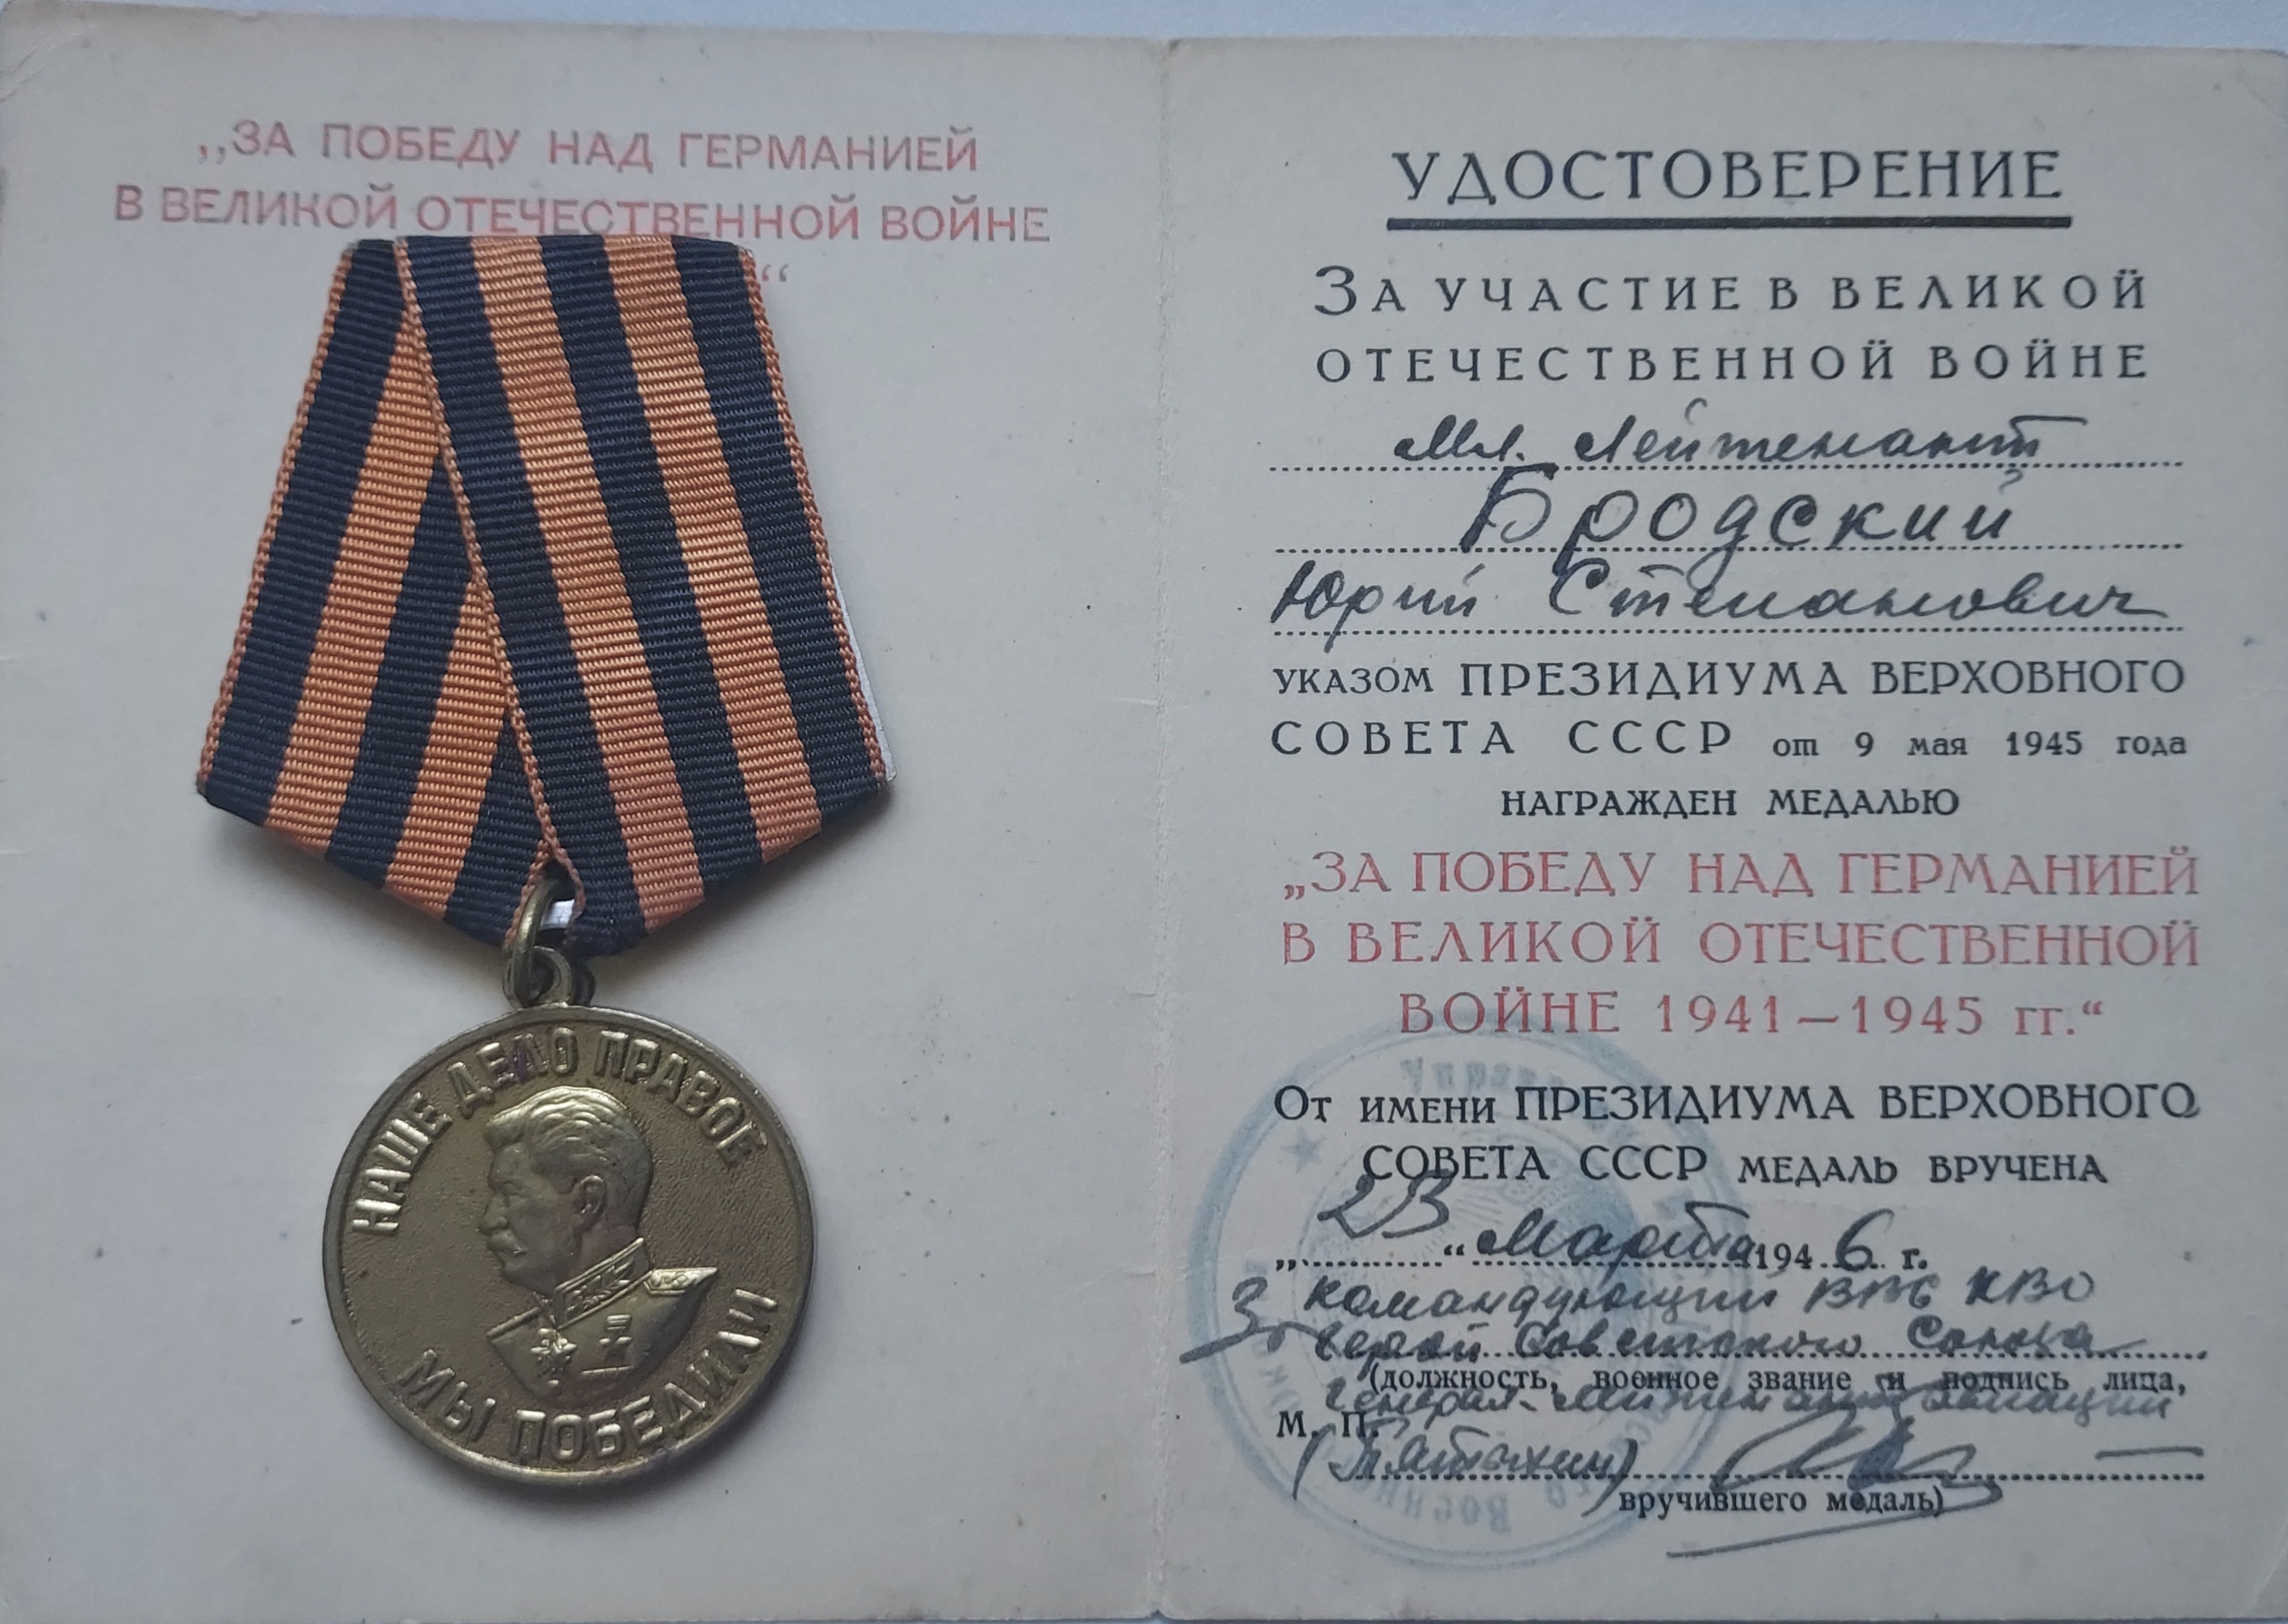 „ЗА ПОБЕДУ НАД ГЕРМАНИЕЙ
В ВЕЛИКОЙ ОТЕЧЕСТВЕННОЙ ВОЙНЕ
“
НАШЕ ДЕЛО ПРАВОЕ
МЫ ПОБЕДИЛИ
УДОСТОВЕРЕНИЕ
ЗА УЧАСТИЕ В ВЕЛИКОЙ
ОТЕЧЕСТВЕННОЙ ВОЙНЕ
Мл. Лейтенант
Бродский
Юрий Степанович
УКАЗОМ ПРЕЗИДИУМА ВЕРХОВНОГО
СОВЕТА СССР от 9 мая 1945 года
НАГРАЖДЕН МЕДАЛЬЮ
„ЗА ПОБЕДУ НАД ГЕРМАНИЕЙ
В ВЕЛИКОЙ ОТЕЧЕСТВЕННОЙ
ВОЙНЕ 1941—1945 гг.“
От ИМЕНИ ПРЕЗИДИУМА ВЕРХОВНОГО
СОВЕТА СССР МЕДАЛЬ ВРУЧЕНА
„23“ Марта 1946 г.
Командующий ВВС КВО
Герой Советского Союза
(должность, военное звание и подпись лица,
генерал-лейтенант авиации
М. П.
вручившего медаль)